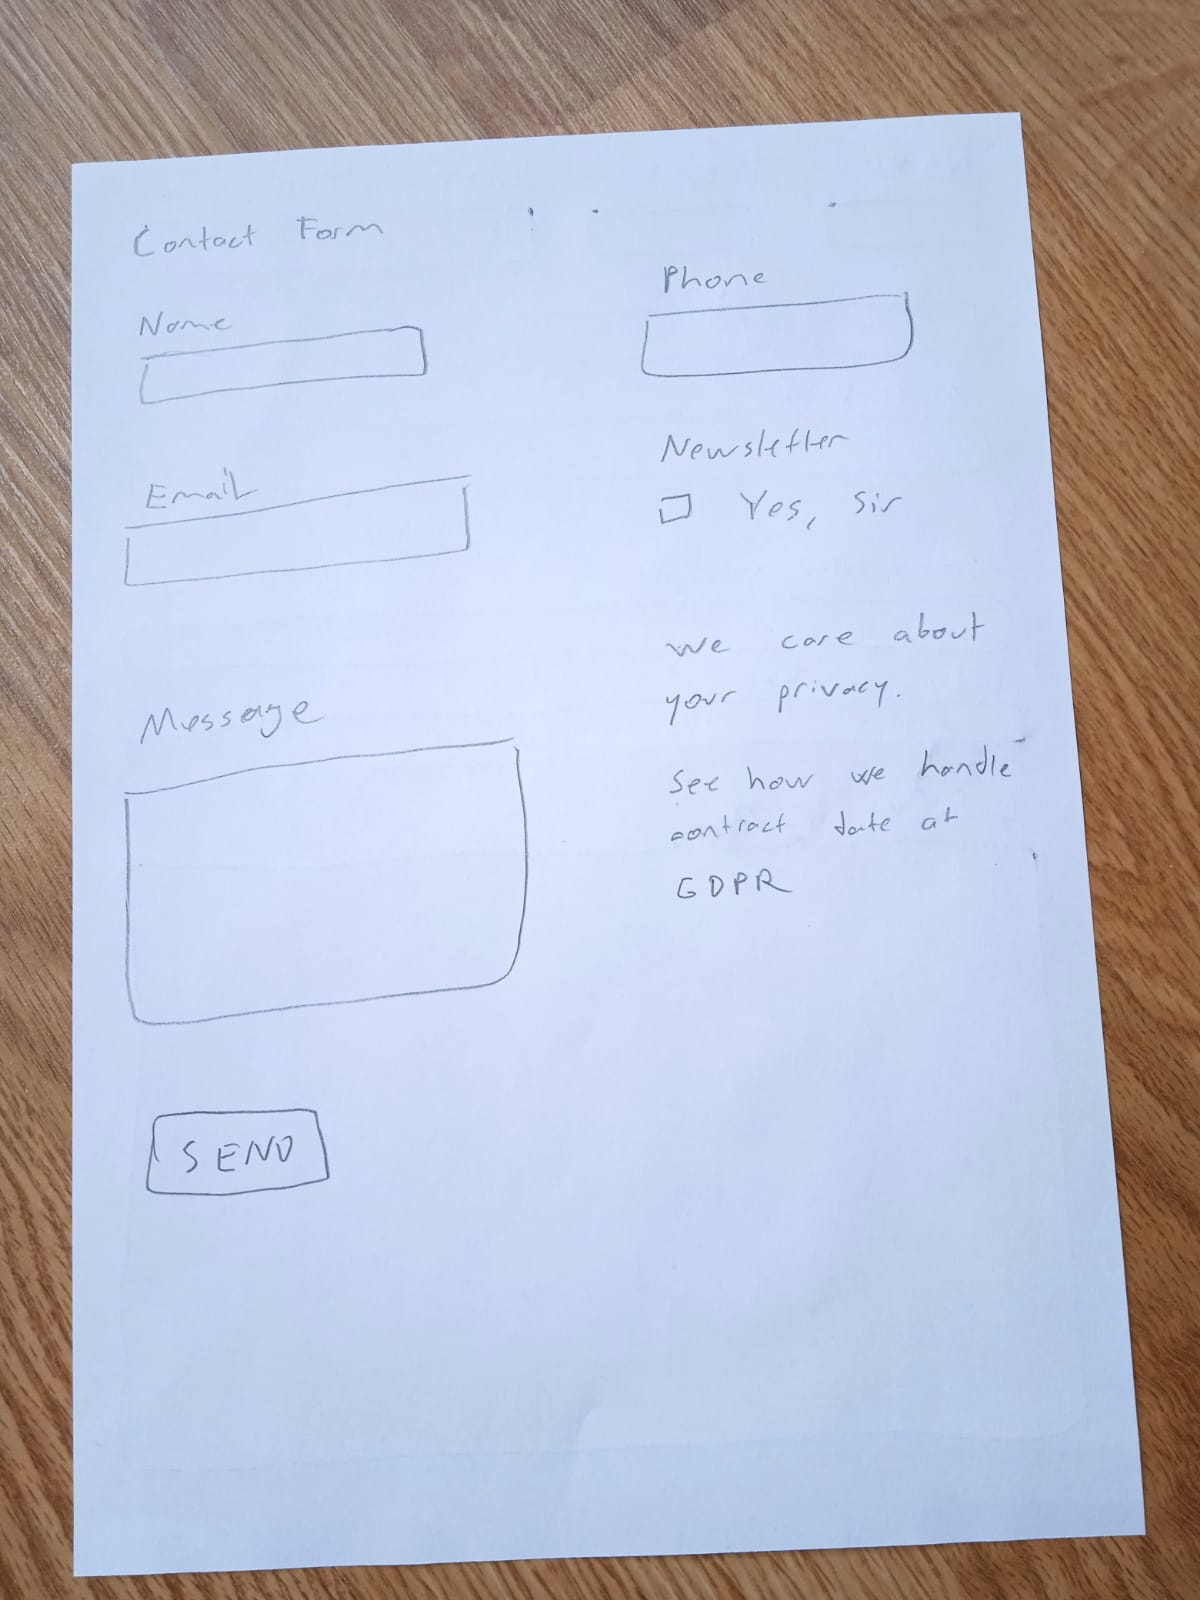 Contact Form
Name
Email
Message
SEND
Phone
Newsletter
Yes, Sir
We care about
your privacy.
See how we handle
contract date at
GDPR